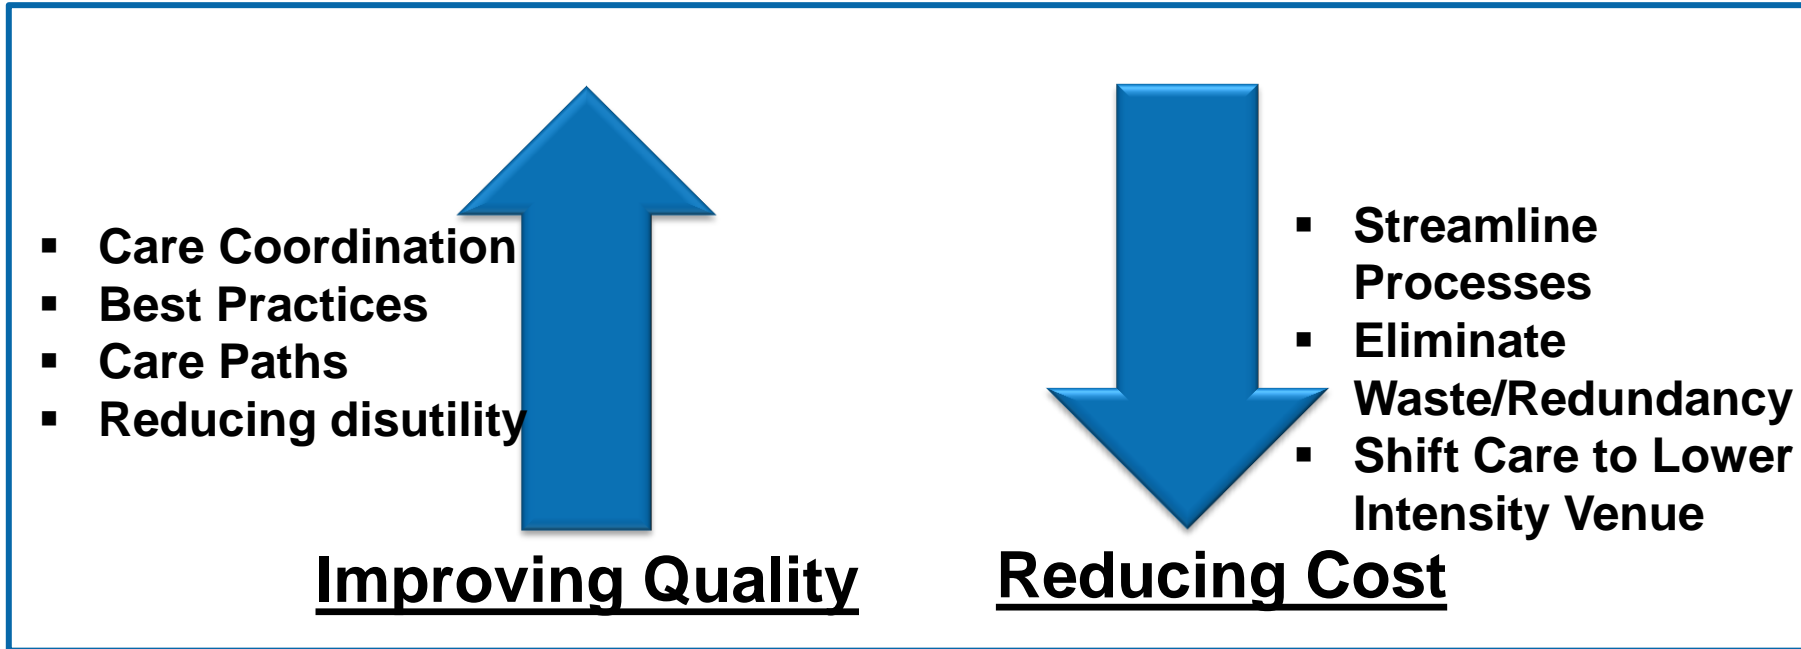 ▪ Care Coordination
▪ Best Practices
▪ Care Paths
▪ Reducing disutility
Improving Quality
▪ Streamline
Processes
▪ Eliminate
Waste/Redundancy
▪ Shift Care to Lower
Intensity Venue
Reducing Cost